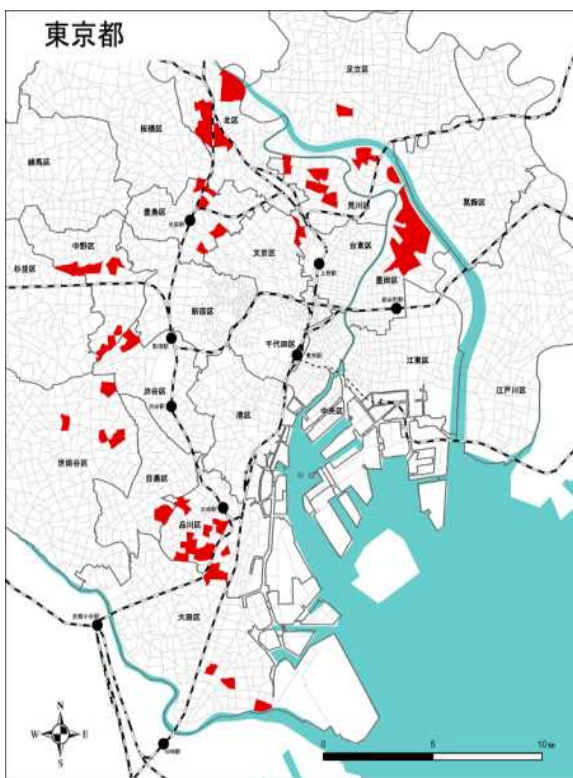 東京都
足立区
北区
板橋区
練馬区
葛飾区
荒川区
豊島区
文京区
台東区
中野区
杉並区
上野駅
墨田区
新宿区
千代田区
江東区
江戸川区
渋谷区
中央区
港区
世田谷区
目黒区
品川区
大田区
N
W E
S
0 5 10